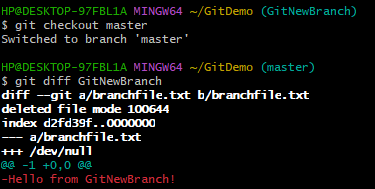 HP@DESKTOP-97FBL1A MINGW64 ~/GitDemo (GitNewBranch)
$ git checkout master
Switched to branch 'master'
HP@DESKTOP-97FBL1A MINGW64 ~/GitDemo (master)
$ git diff GitNewBranch
diff --git a/branchfile.txt b/branchfile.txt
deleted file mode 100644
index d2fd39f..0000000
--- a/branchfile.txt
+++ /dev/null
@@ -1 +0,0 @@
-Hello from GitNewBranch!